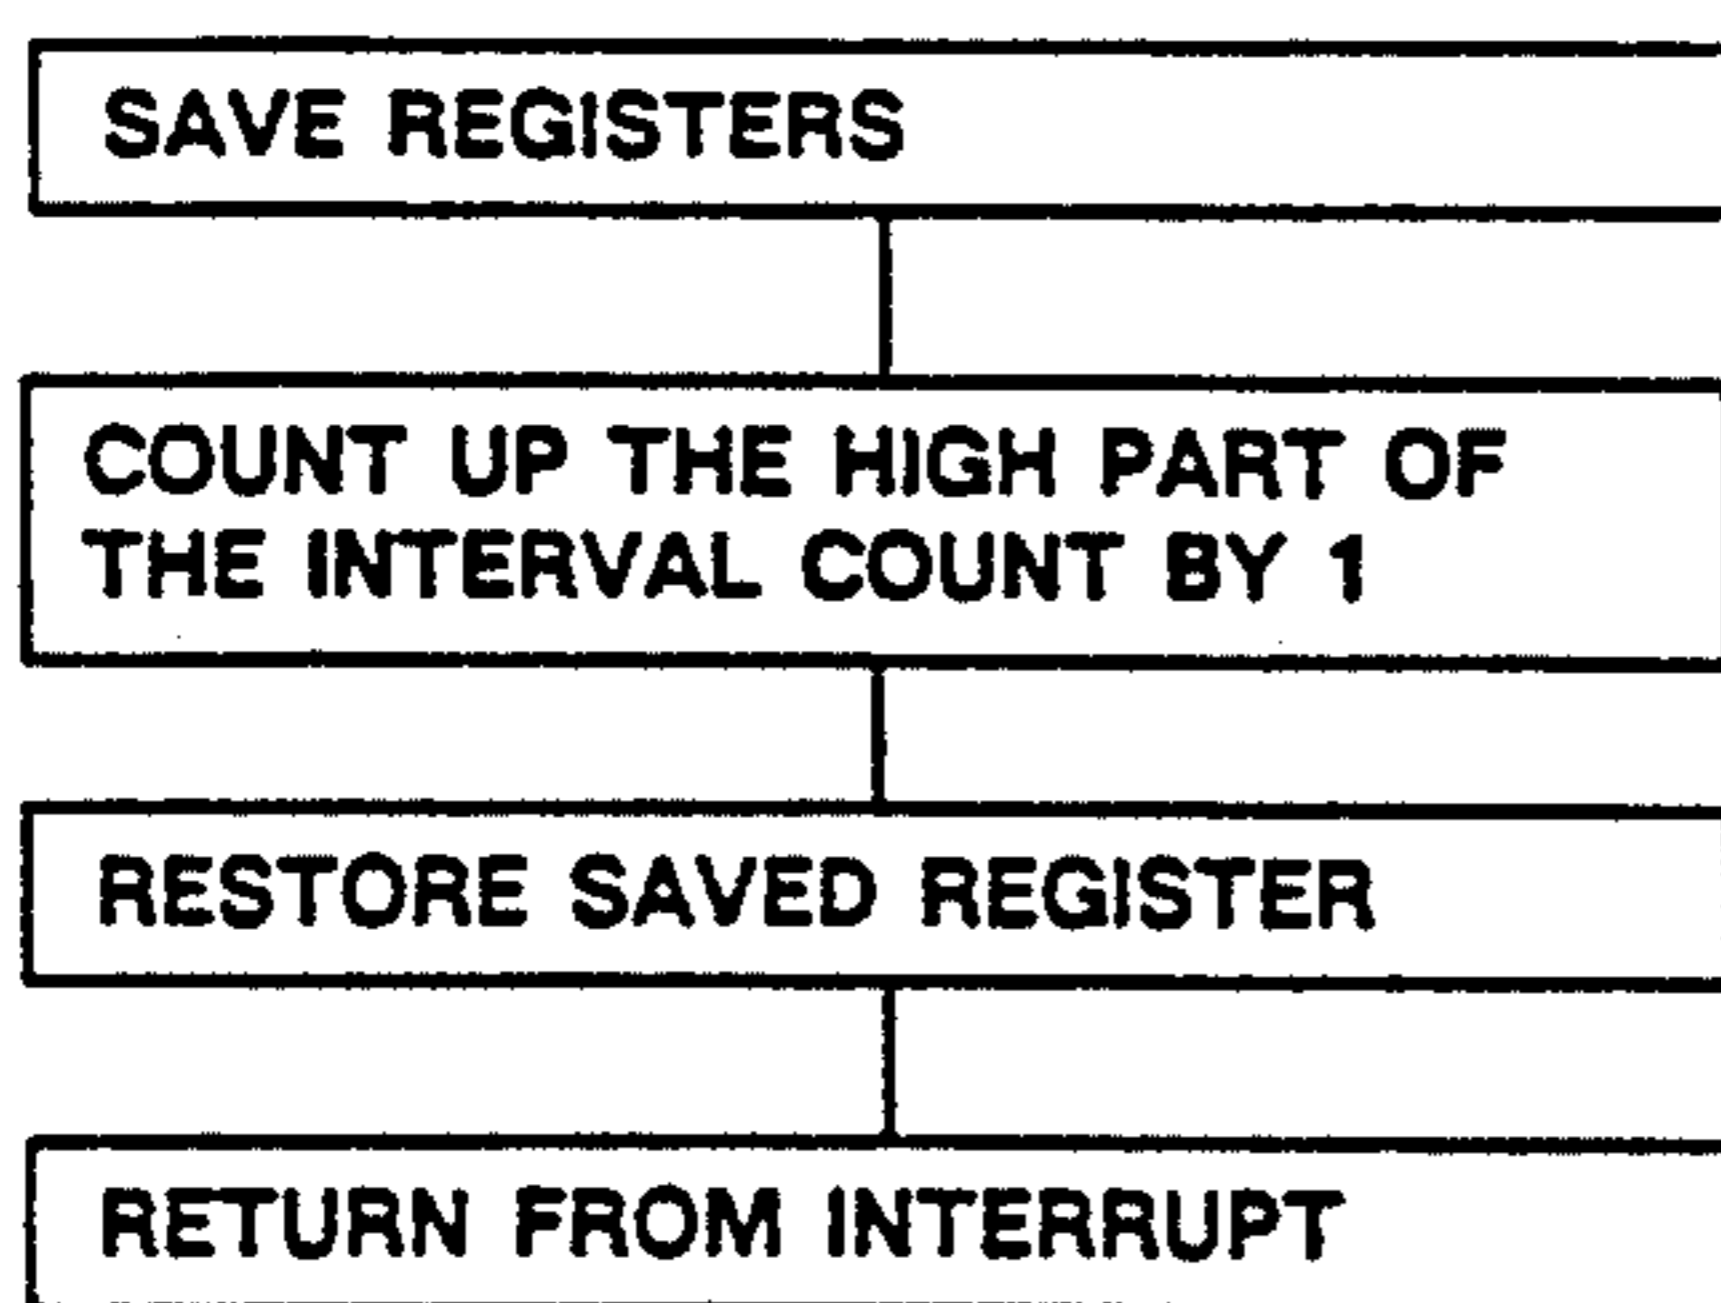 SAVE REGISTERS
COUNT UP THE HIGH PART OF
THE INTERVAL COUNT BY 1
RESTORE SAVED REGISTER
RETURN FROM INTERRUPT